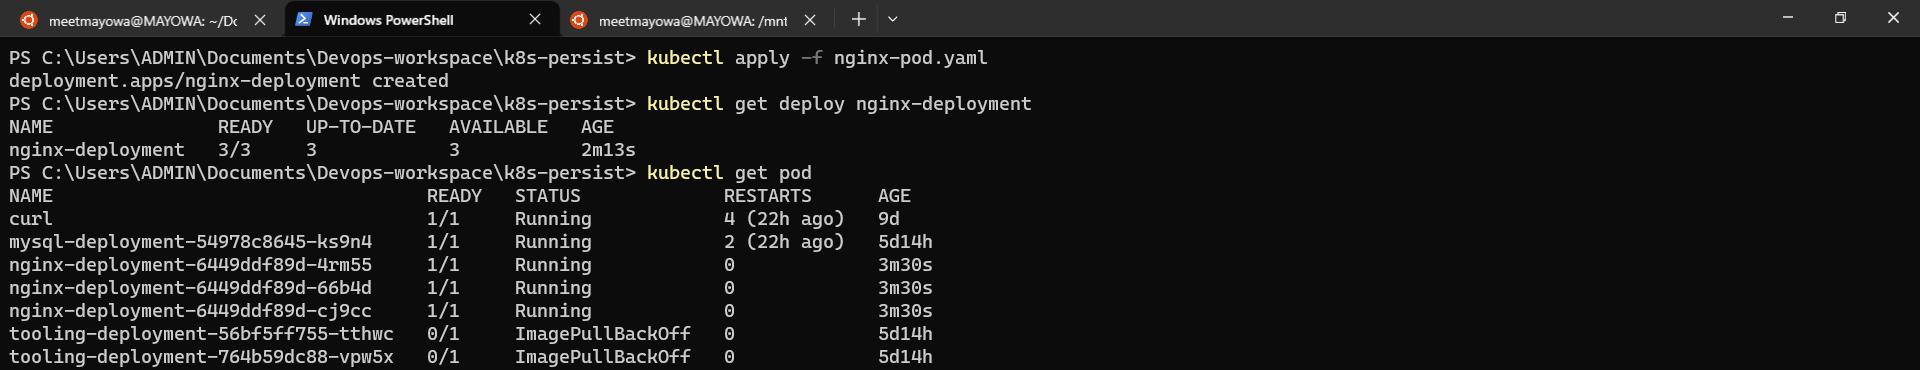 meetmayowa@MAYOWA: ~/Dc Windows PowerShell meetmayowa@MAYOWA: /mnt
PS C:\Users\ADMIN\Documents\Devops-workspace\k8s-persist> kubectl apply -f nginx-pod.yaml
deployment.apps/nginx-deployment created
PS C:\Users\ADMIN\Documents\Devops-workspace\k8s-persist> kubectl get deploy nginx-deployment
NAME READY UP-TO-DATE AVAILABLE AGE
nginx-deployment 3/3 3 3 2m13s
PS C:\Users\ADMIN\Documents\Devops-workspace\k8s-persist> kubectl get pod
NAME READY STATUS RESTARTS AGE
curl 1/1 Running 4 (22h ago) 9d
mysql-deployment-54978c8645-ks9n4 1/1 Running 2 (22h ago) 5d14h
nginx-deployment-6449ddf89d-4rm55 1/1 Running 0 3m30s
nginx-deployment-6449ddf89d-66b4d 1/1 Running 0 3m30s
nginx-deployment-6449ddf89d-cj9cc 1/1 Running 0 3m30s
tooling-deployment-56bf5ff755-tthwc 0/1 ImagePullBackOff 0 5d14h
tooling-deployment-764b59dc88-vpw5x 0/1 ImagePullBackOff 0 5d14h